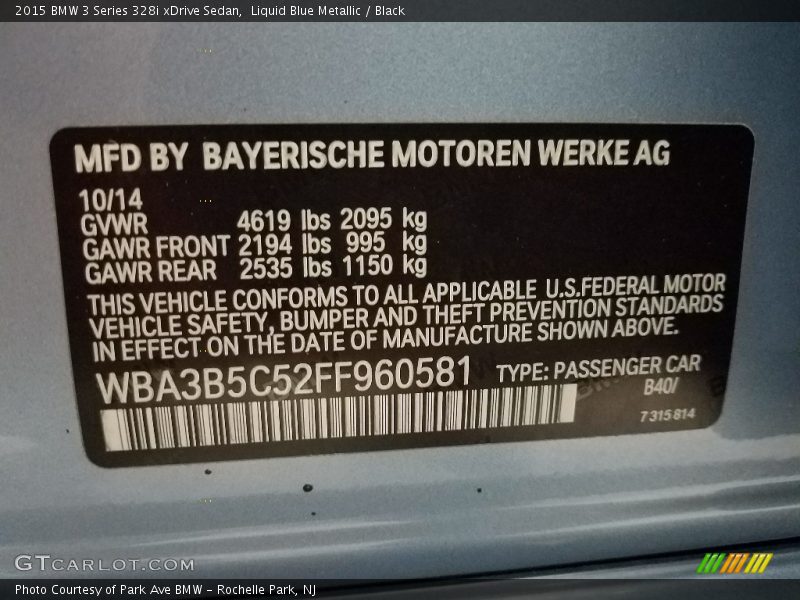 2015 BMW 3 Series 328i xDrive Sedan,  Liquid Blue Metallic / Black
MFD BY BAYERISCHE MOTOREN WERKE AG
10/14
GVWR 4619 lbs 2095 kg
GAWR FRONT 2194 lbs 995 kg
GAWR REAR 2535 lbs 1150 kg
THIS VEHICLE CONFORMS TO ALL APPLICABLE U.S.FEDERAL MOTOR
VEHICLE SAFETY, BUMPER AND THEFT PREVENTION STANDARDS
IN EFFECT ON THE DATE OF MANUFACTURE SHOWN ABOVE.
WBA3B5C52FF960581 TYPE: PASSENGER CAR
B40/
7 315 814
GTCARLOT.COM
Photo Courtesy of Park Ave BMW - Rochelle Park, NJ